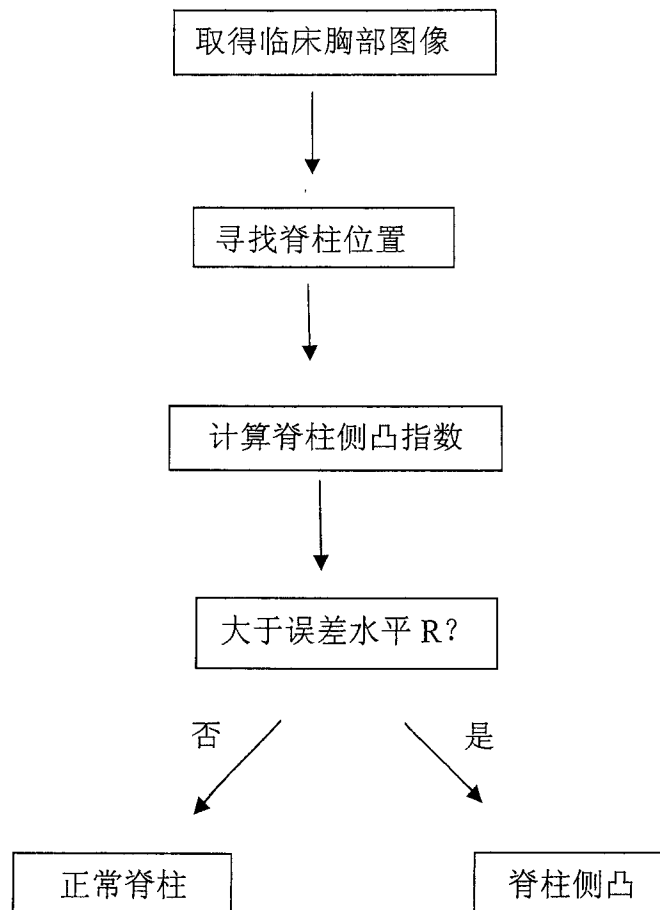 取得临床胸部图像
寻找脊柱位置
计算脊柱侧凸指数
大于误差水平 R？
否
是
正常脊柱
脊柱侧凸